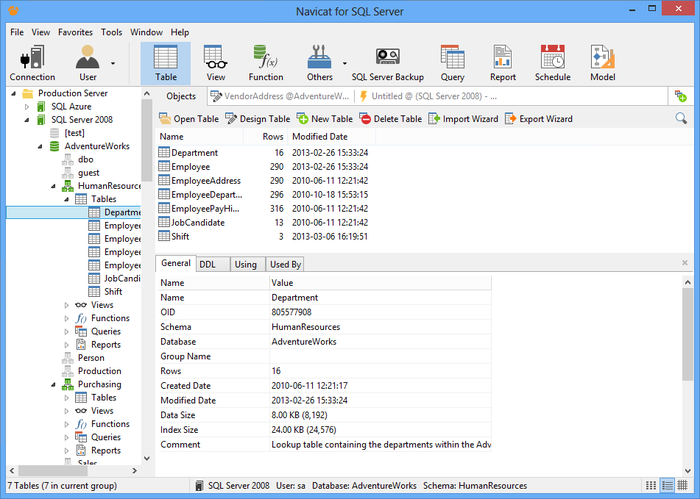 Navicat for SQL Server
File View Favorites Tools Window Help
Connection User Table View Function Others SQL Server Backup Query Report Schedule Model
Production Server
SQL Azure
SQL Server 2008
[test]
AdventureWorks
dbo
guest
HumanResources
Tables
Departme
Employee
Employee
Employee
Employee
JobCandi
Shift
Views
Functions
Queries
Reports
Person
Production
Purchasing
Tables
Views
Functions
Queries
Reports
Sales
Objects VendorAddress @AdventureW... Untitled @ (SQL Server 2008) - ...
Open Table Design Table New Table Delete Table Import Wizard Export Wizard
Name Rows Modified Date
Department 16 2013-02-26 15:33:24
Employee 290 2013-02-26 15:33:24
EmployeeAddress 290 2010-06-11 12:21:42
EmployeeDepar... 296 2010-10-18 15:53:15
EmployeePayHi... 316 2010-06-11 12:21:42
JobCandidate 13 2010-06-11 12:21:42
Shift 3 2013-03-06 16:19:51
General DDL Using Used By
Name Value
Name Department
OID 805577908
Schema HumanResources
Database AdventureWorks
Group Name
Rows 16
Created Date 2010-06-11 12:21:17
Modified Date 2013-02-26 15:33:24
Data Size 8.00 KB (8,192)
Index Size 24.00 KB (24,576)
Comment Lookup table containing the departments within the Adv
7 Tables (7 in current group) SQL Server 2008 User: sa Database: AdventureWorks Schema: HumanResources